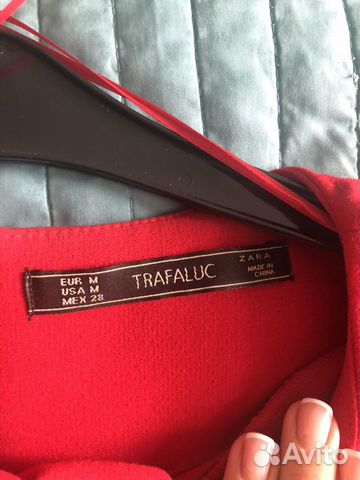 EUR M
USA M
MEX 28
TRAFALUC
ZARA
MADE IN
CHINA
Avito